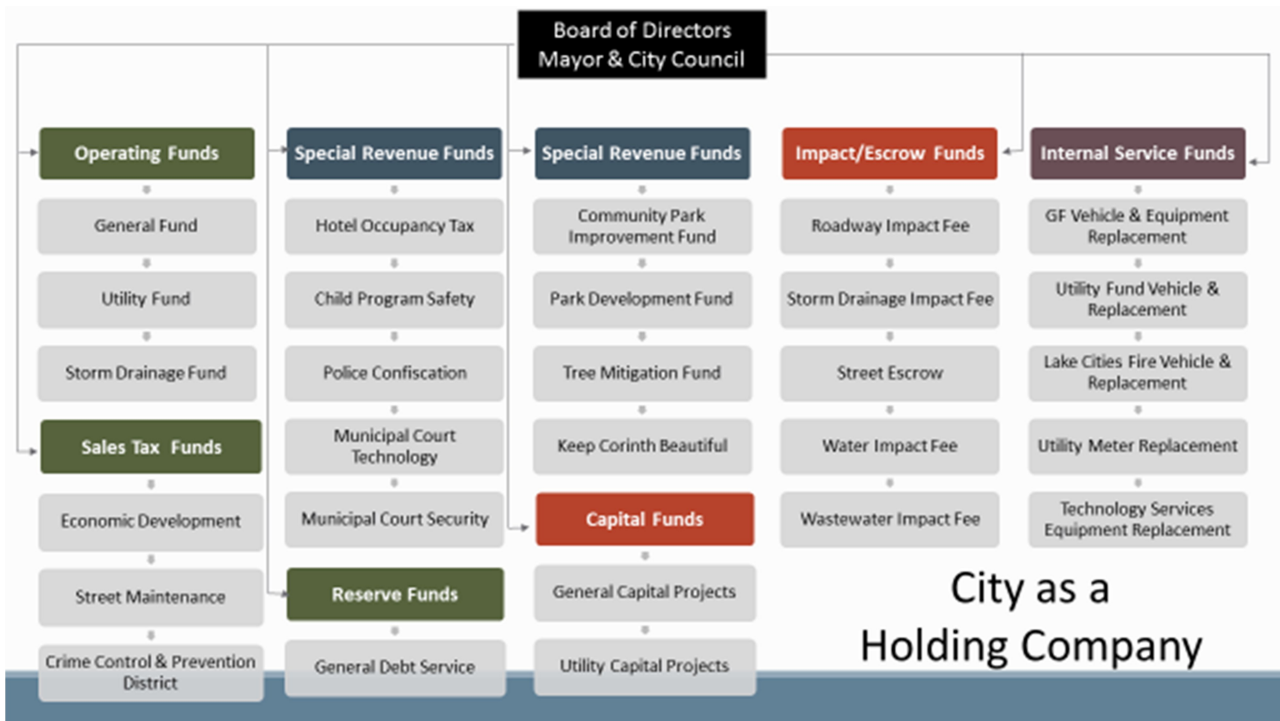 Board of Directors
Mayor & City Council
Operating Funds
General Fund
Utility Fund
Storm Drainage Fund
Sales Tax Funds
Economic Development
Street Maintenance
Crime Control & Prevention
District
Special Revenue Funds
Hotel Occupancy Tax
Child Program Safety
Police Confiscation
Municipal Court
Technology
Municipal Court Security
Reserve Funds
General Debt Service
Special Revenue Funds
Community Park
Improvement Fund
Park Development Fund
Tree Mitigation Fund
Keep Corinth Beautiful
Capital Funds
General Capital Projects
Utility Capital Projects
Impact/Escrow Funds
Roadway Impact Fee
Storm Drainage Impact Fee
Street Escrow
Water Impact Fee
Wastewater Impact Fee
Internal Service Funds
GF Vehicle & Equipment
Replacement
Utility Fund Vehicle &
Replacement
Lake Cities Fire Vehicle &
Replacement
Utility Meter Replacement
Technology Services
Equipment Replacement
City as a
Holding Company